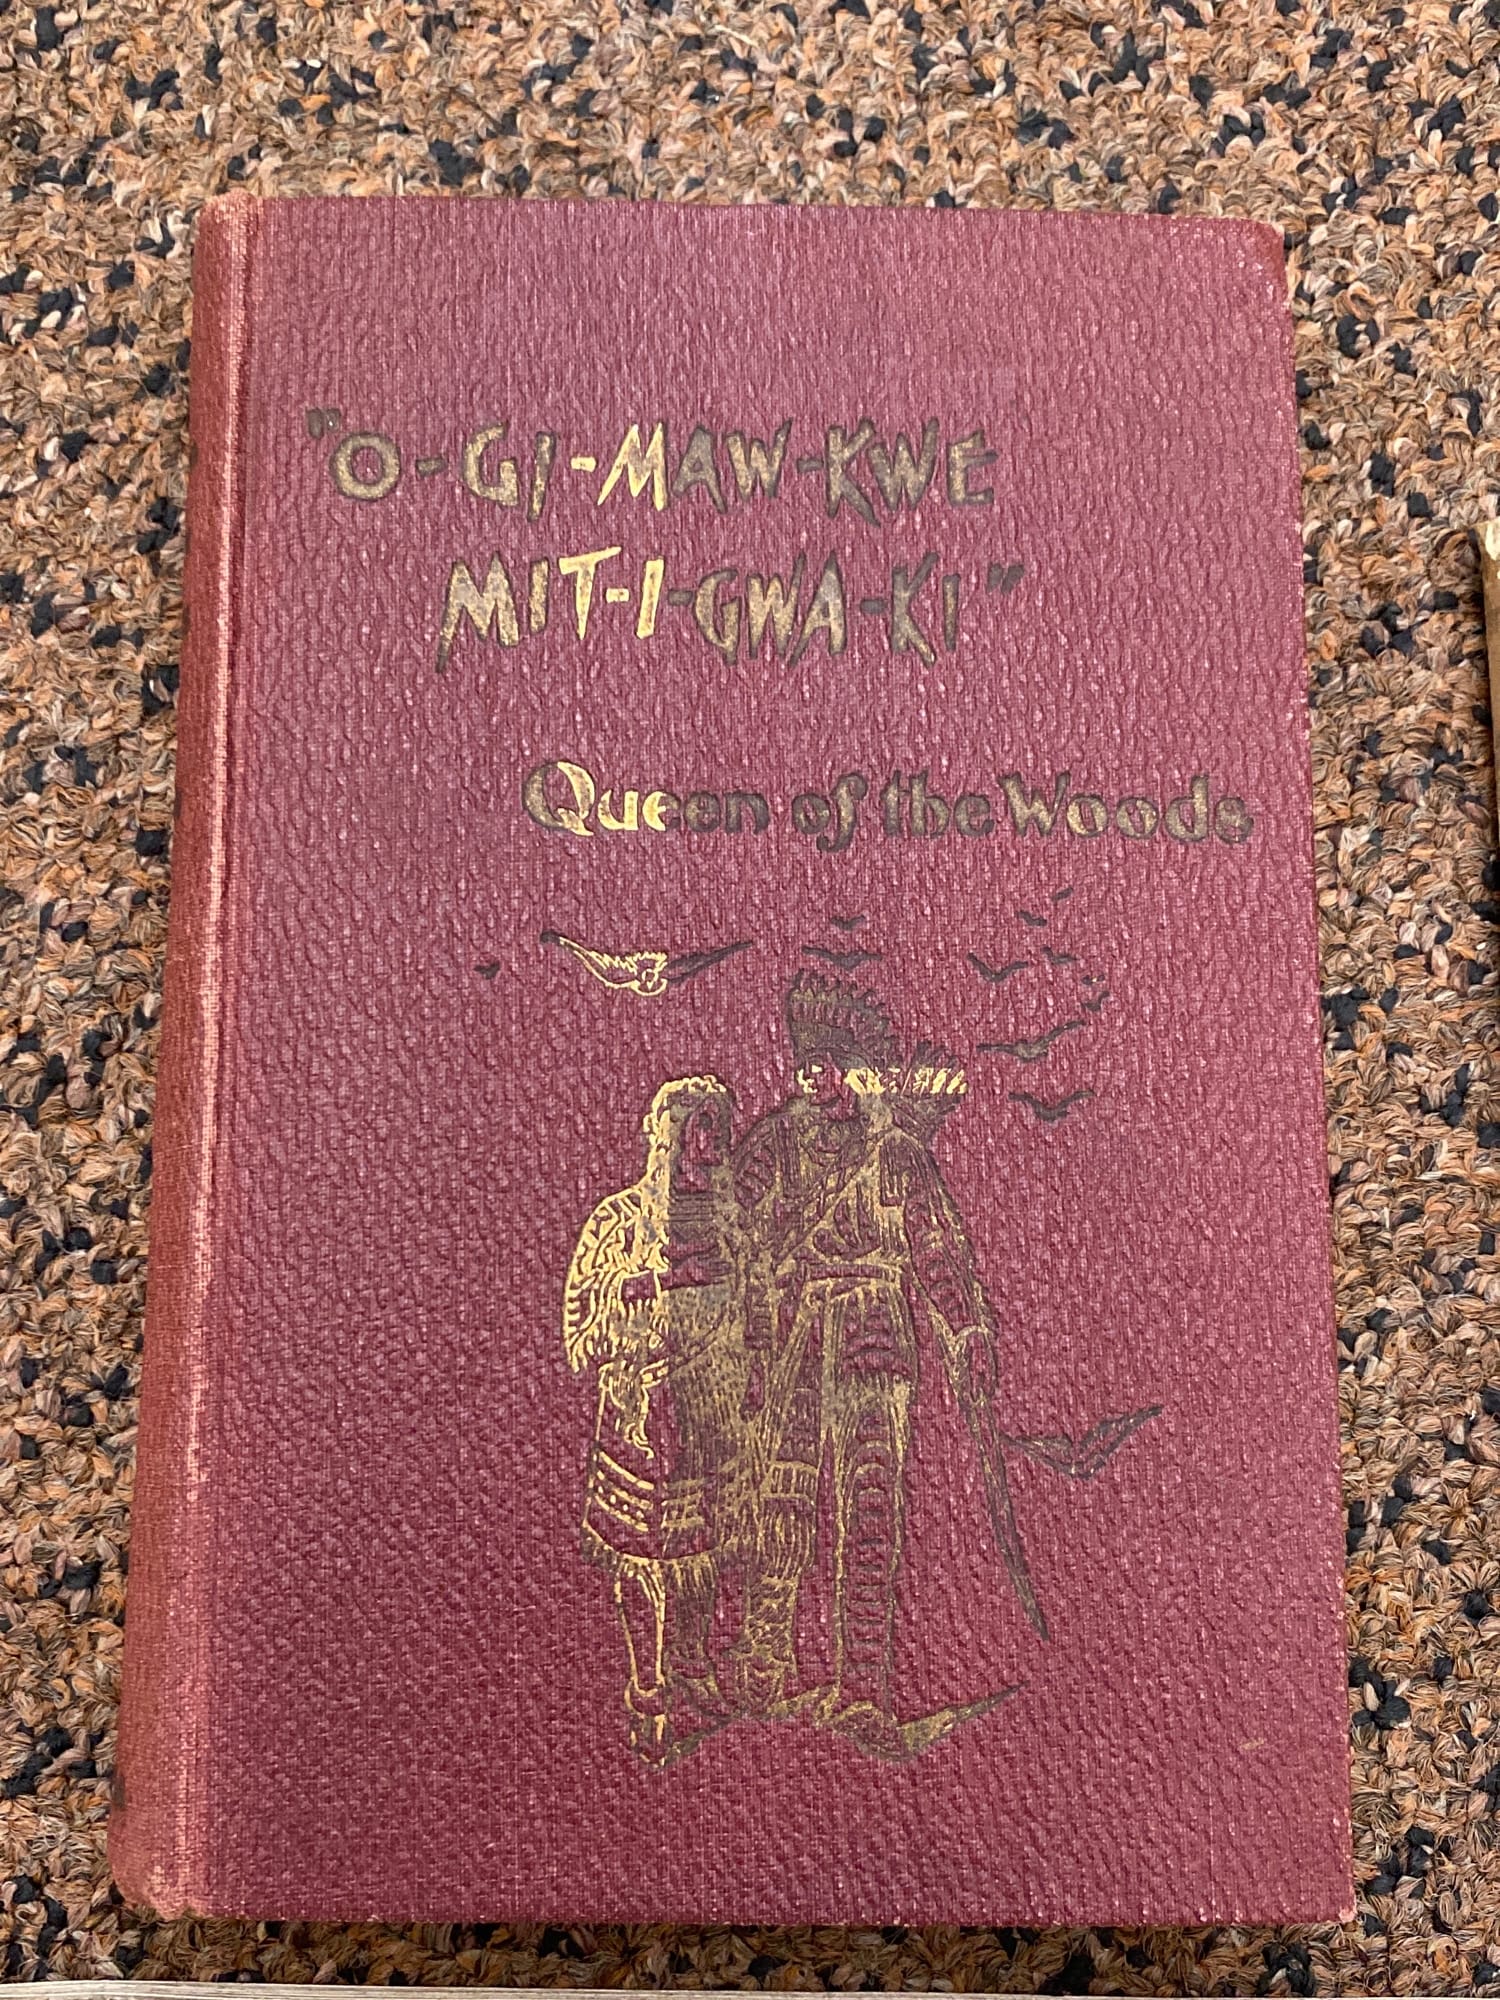 "O-GI-MAW-KWE
MIT-I-GWA-KI"
Queen of the Woods